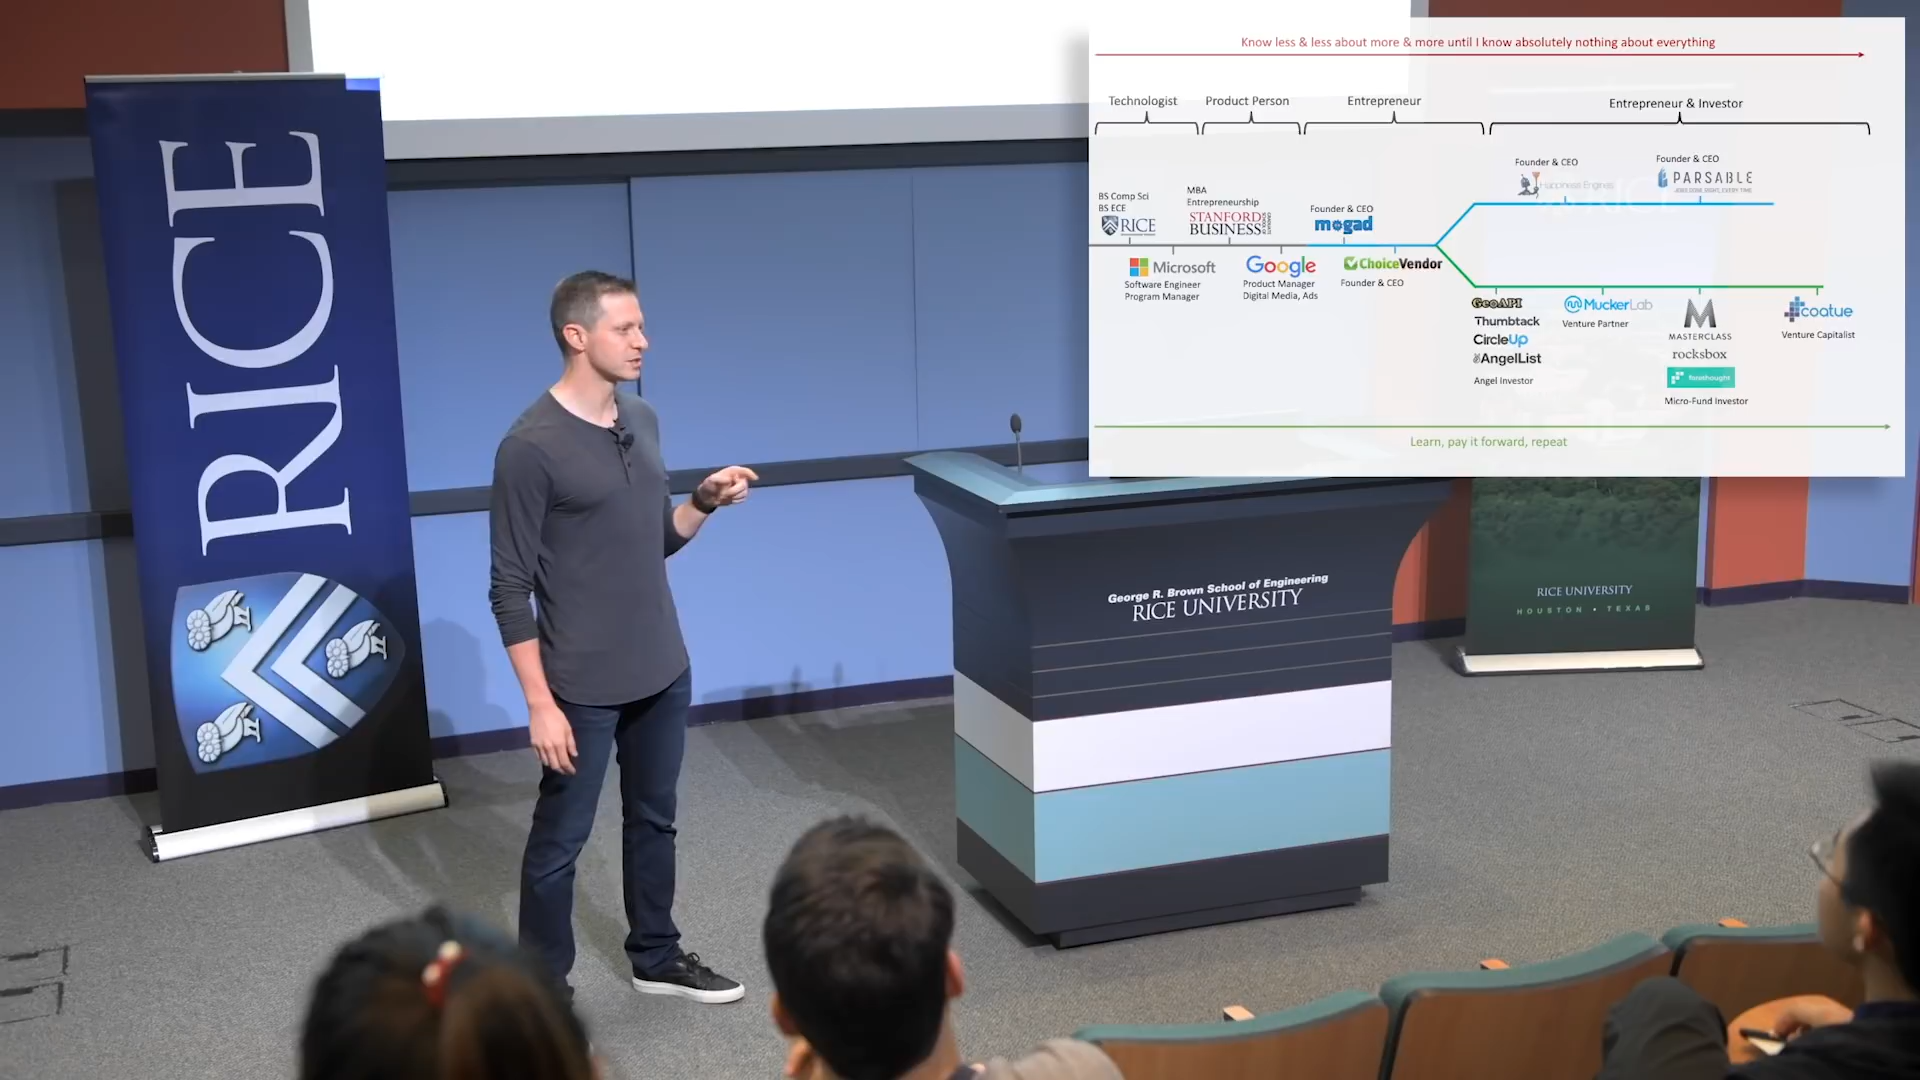 RICE
Know less & less about more & more until I know absolutely nothing about everything
Technologist
Product Person
Entrepreneur
Entrepreneur & Investor
Founder & CEO
Happiness Engines
Founder & CEO
PARSABLE
BS Comp Sci
BS ECE
RICE
MBA
Entrepreneurship
STANFORD
BUSINESS
Founder & CEO
mogad
Microsoft
Software Engineer
Program Manager
Google
Product Manager
Digital Media, Ads
ChoiceVendor
Founder & CEO
GeoAPI
Thumbtack
CircleUp
AngelList
Angel Investor
MuckerLab
Venture Partner
M
MASTERCLASS
rocksbox
Micro-Fund Investor
coatue
Venture Capitalist
Learn, pay it forward, repeat
George R. Brown School of Engineering
RICE UNIVERSITY
RICE UNIVERSITY
HOUSTON • TEXAS